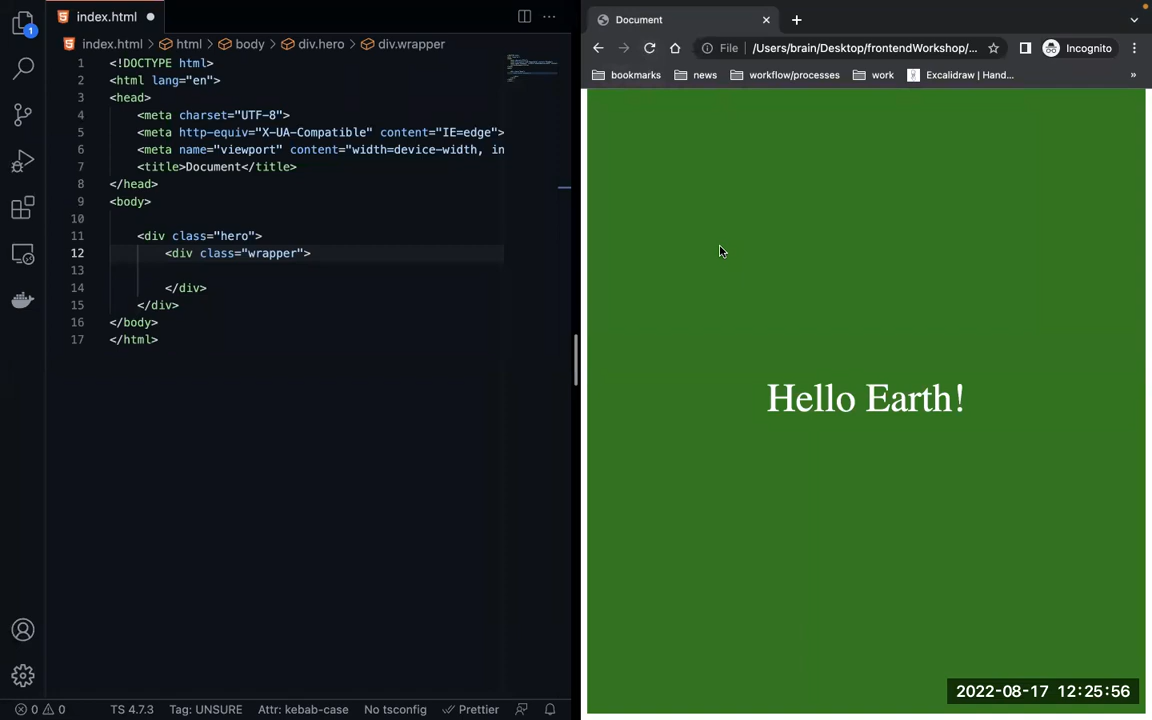 index.html
index.html > html > body > div.hero > div.wrapper
1 <!DOCTYPE html>
2 <html lang="en">
3 <head>
4 <meta charset="UTF-8">
5 <meta http-equiv="X-UA-Compatible" content="IE=edge">
6 <meta name="viewport" content="width=device-width, in
7 <title>Document</title>
8 </head>
9 <body>
10
11 <div class="hero">
12 <div class="wrapper">
13
14 </div>
15 </div>
16 </body>
17 </html>
1
0 0 TS 4.7.3 Tag: UNSURE Attr: kebab-case No tsconfig Prettier
Document
File /Users/brain/Desktop/frontendWorkshop/... Incognito
bookmarks news workflow/processes work Excalidraw | Hand... »
Hello Earth!
2022-08-17 12:25:56